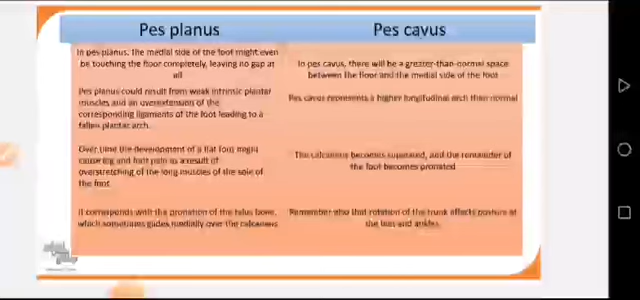 Pes planus
Pes cavus
In pes planus, the medial side of the foot might even
be touching the floor completely, leaving no gap at
all
In pes cavus, there will be a greater-than-normal space
between the floor and the medial side of the foot
Pes planus could result from weak intrinsic plantar
muscles and an overextension of the
corresponding ligaments of the foot leading to a
fallen plantar arch.
Pes cavus represents a higher longitudinal arch than normal
Over time the development of a flat foot might
cause leg and foot pain as a result of
overstretching of the long muscles of the sole of
the foot
The calcaneus becomes supinated, and the remainder of
the foot becomes pronated
It corresponds with the pronation of the talus bone,
which sometimes glides medially over the calcaneus
Remember also that rotation of the trunk affects posture at
the feet and ankles.